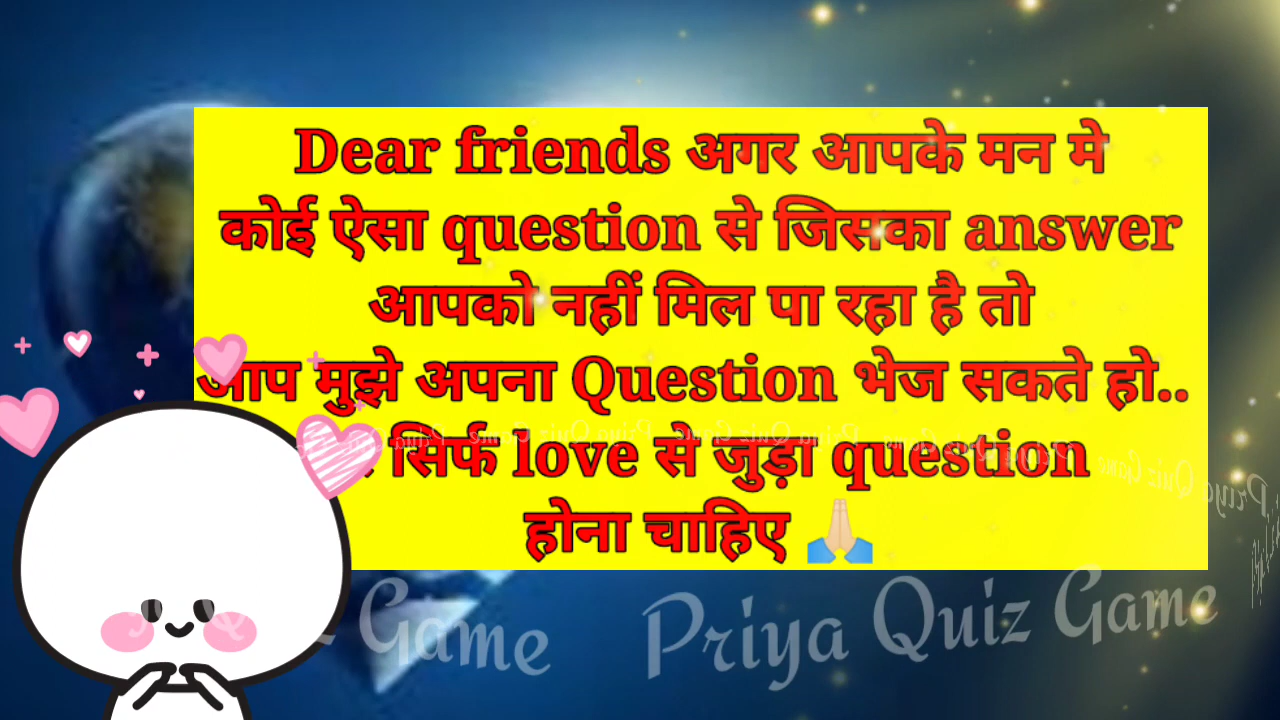 Dear friends अगर आपके मन मे
कोई ऐसा question से जिसका answer
आपको नहीं मिल पा रहा है तो
आप मुझे अपना Question भेज सकते हो..
सिर्फ love से जुड़ा question
होना चाहिए 🙏
Game Priya Quiz Game